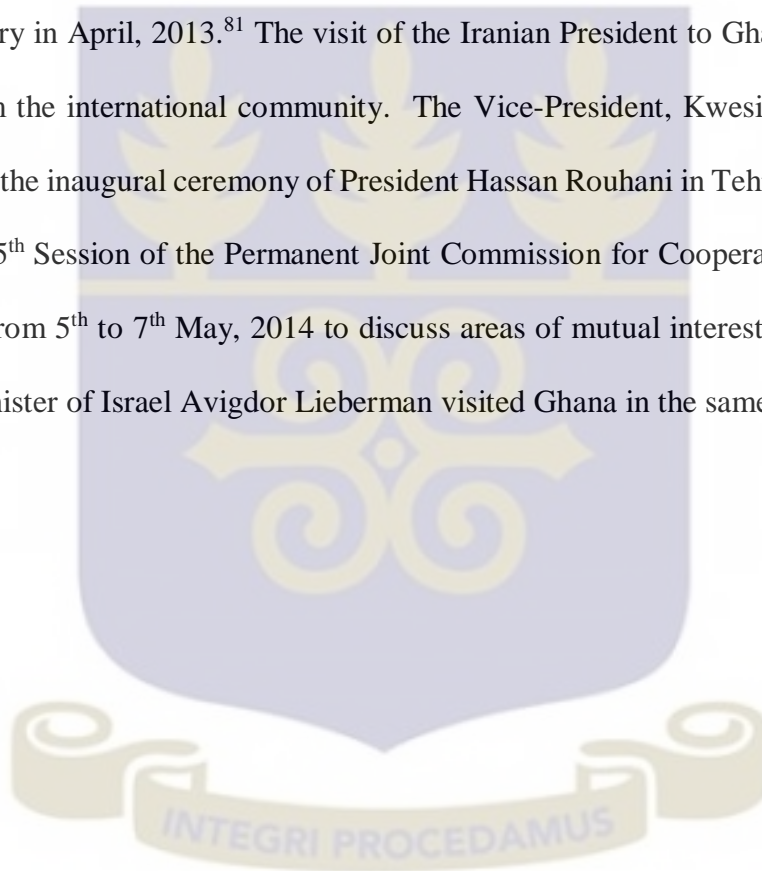 ry in April, 2013.81 The visit of the Iranian President to Gha
n the international community. The Vice-President, Kwesi
the inaugural ceremony of President Hassan Rouhani in Teh
5th Session of the Permanent Joint Commission for Coopera
rom 5th to 7th May, 2014 to discuss areas of mutual interest
nister of Israel Avigdor Lieberman visited Ghana in the same
INTEGRI PROCEDAMUS